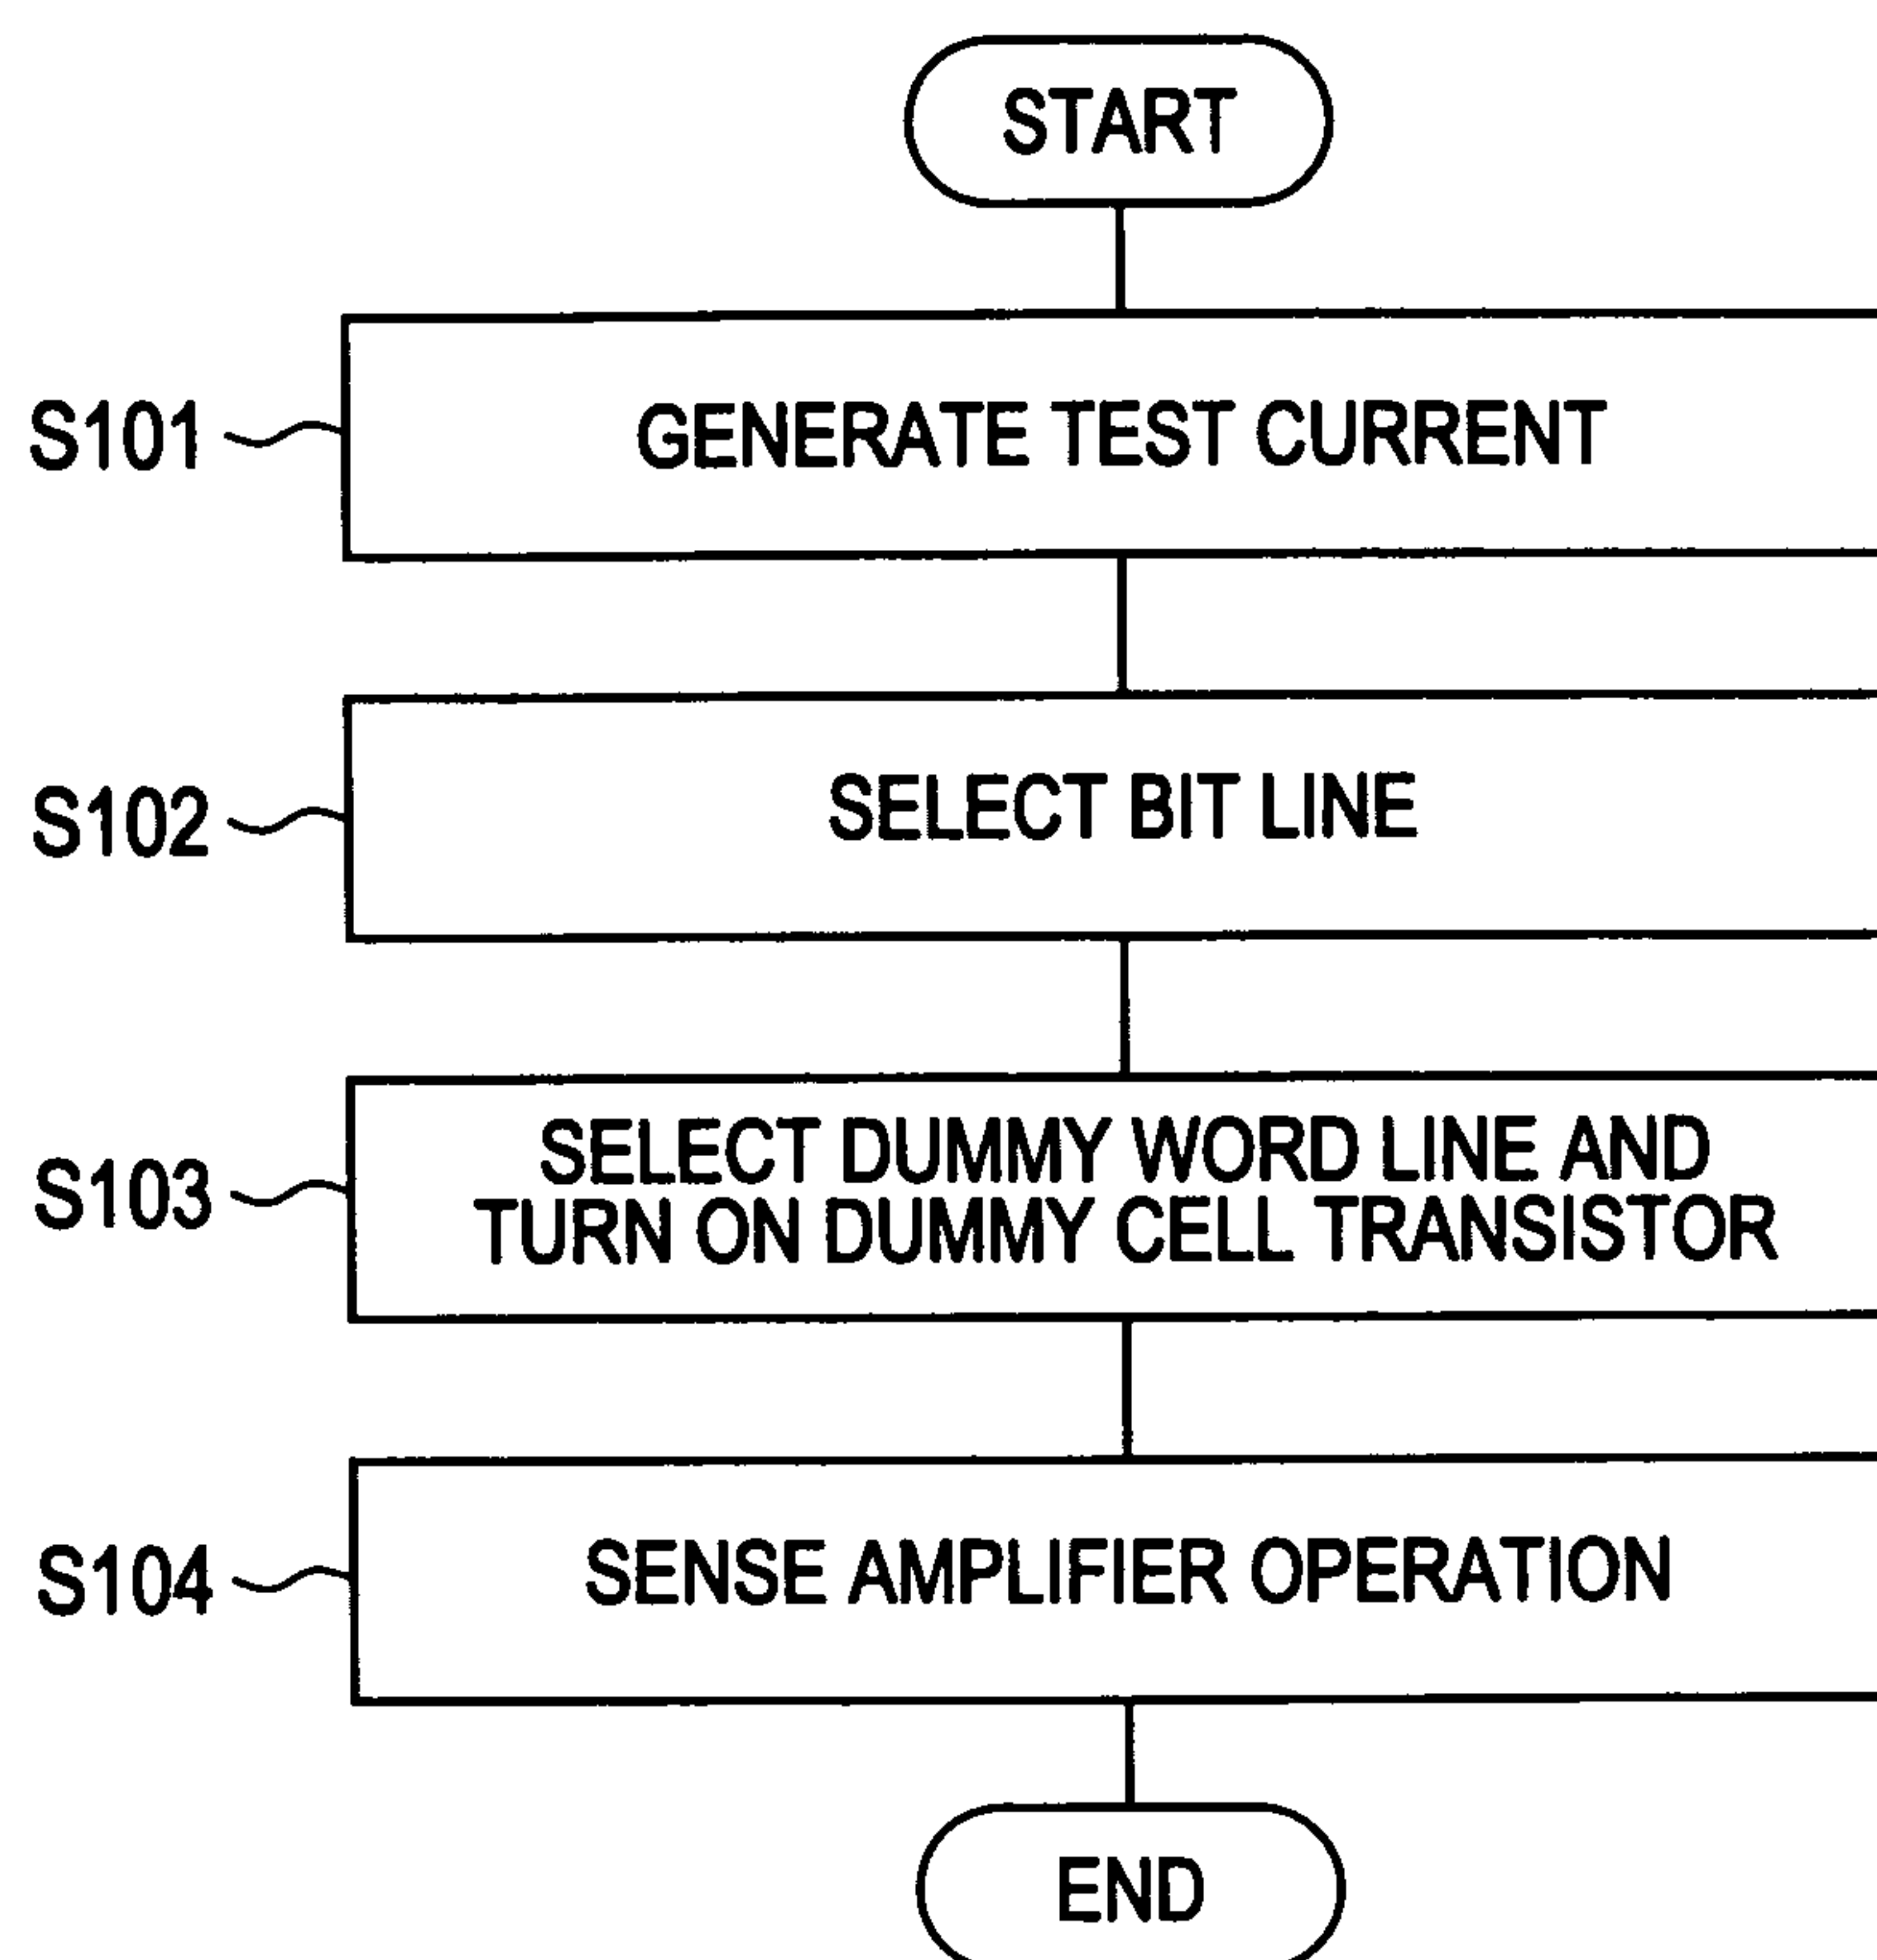 START
S101
GENERATE TEST CURRENT
S102
SELECT BIT LINE
S103
SELECT DUMMY WORD LINE AND
TURN ON DUMMY CELL TRANSISTOR
S104
SENSE AMPLIFIER OPERATION
END